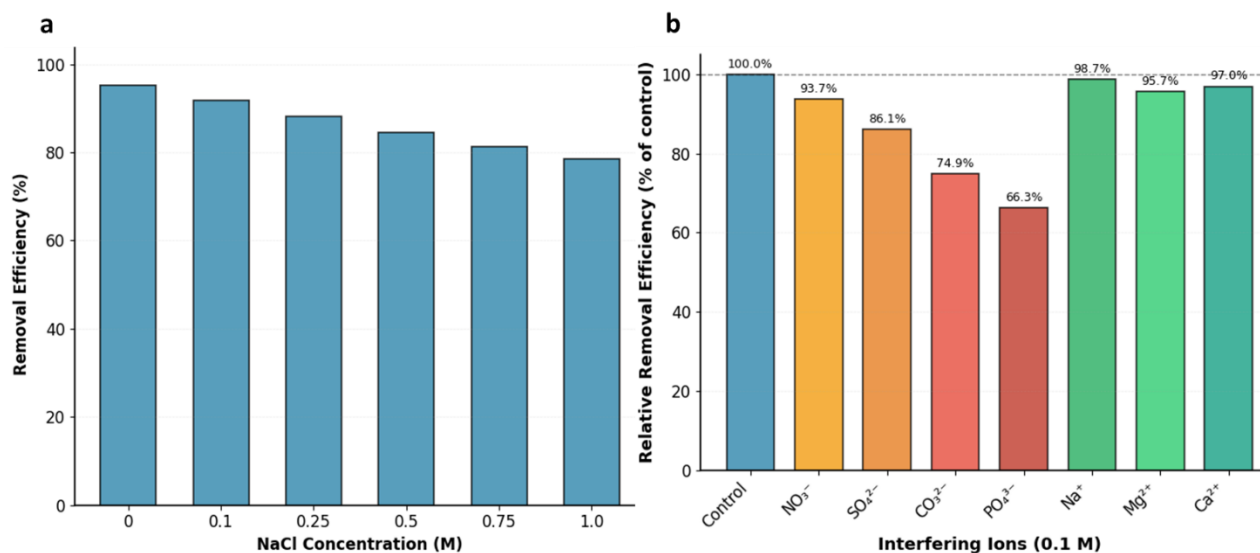 a
100
80
60
40
20
0
Removal Efficiency (%)
0 0.1 0.25 0.5 0.75 1.0
NaCl Concentration (M)
b
100
80
60
40
20
0
Relative Removal Efficiency (% of control)
100.0% 93.7% 86.1% 74.9% 66.3% 98.7% 95.7% 97.0%
Control NO₃⁻ SO₄²⁻ CO₃²⁻ PO₄³⁻ Na⁺ Mg²⁺ Ca²⁺
Interfering Ions (0.1 M)